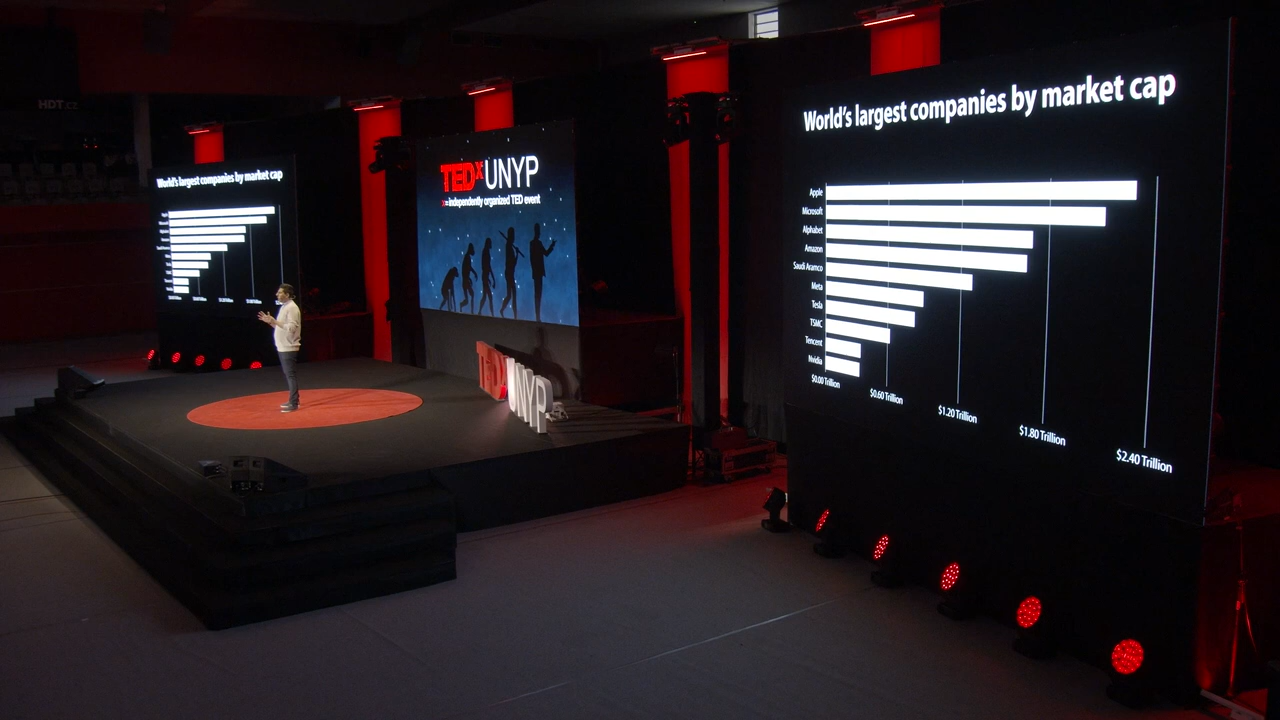 HDT.cz
World's largest companies by market cap
TEDxUNYP
x=independently organized TED event
TEDx
UNYP
World's largest companies by market cap
Apple
Microsoft
Alphabet
Amazon
Saudi Aramco
Meta
Tesla
TSMC
Tencent
Nvidia
$0.00 Trillion
$0.60 Trillion
$1.20 Trillion
$1.80 Trillion
$2.40 Trillion